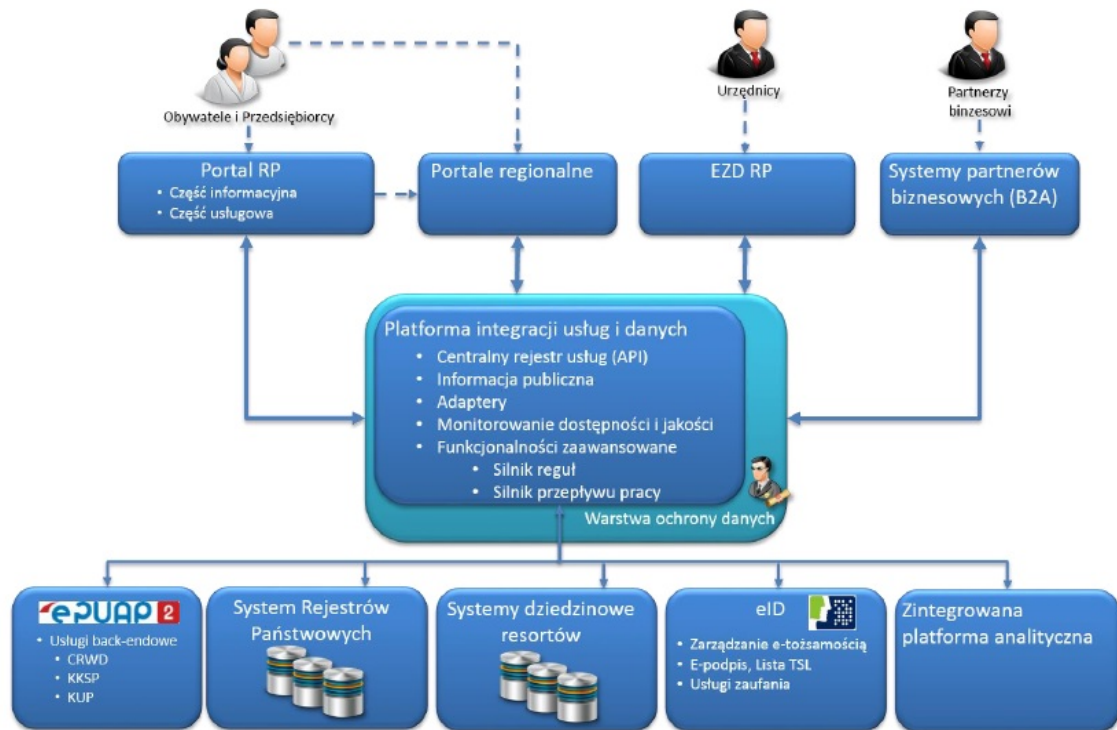 Obywatele i Przedsiębiorcy
Urzędnicy
Partnerzy
binzesowi
Portal RP
• Część informacyjna
• Część usługowa
Portale regionalne
EZD RP
Systemy partnerów
biznesowych (B2A)
Platforma integracji usług i danych
• Centralny rejestr usług (API)
• Informacja publiczna
• Adaptery
• Monitorowanie dostępności i jakości
• Funkcjonalności zaawansowane
• Silnik reguł
• Silnik przepływu pracy
Warstwa ochrony danych
ePUAP 2
• Usługi back-endowe
• CRWD
• KKSP
• KUP
System Rejestrów
Państwowych
Systemy dziedzinowe
resortów
eID
• Zarządzanie e-tożsamością
• E-podpis, Lista TSL
• Usługi zaufania
Zintegrowana
platforma analityczna